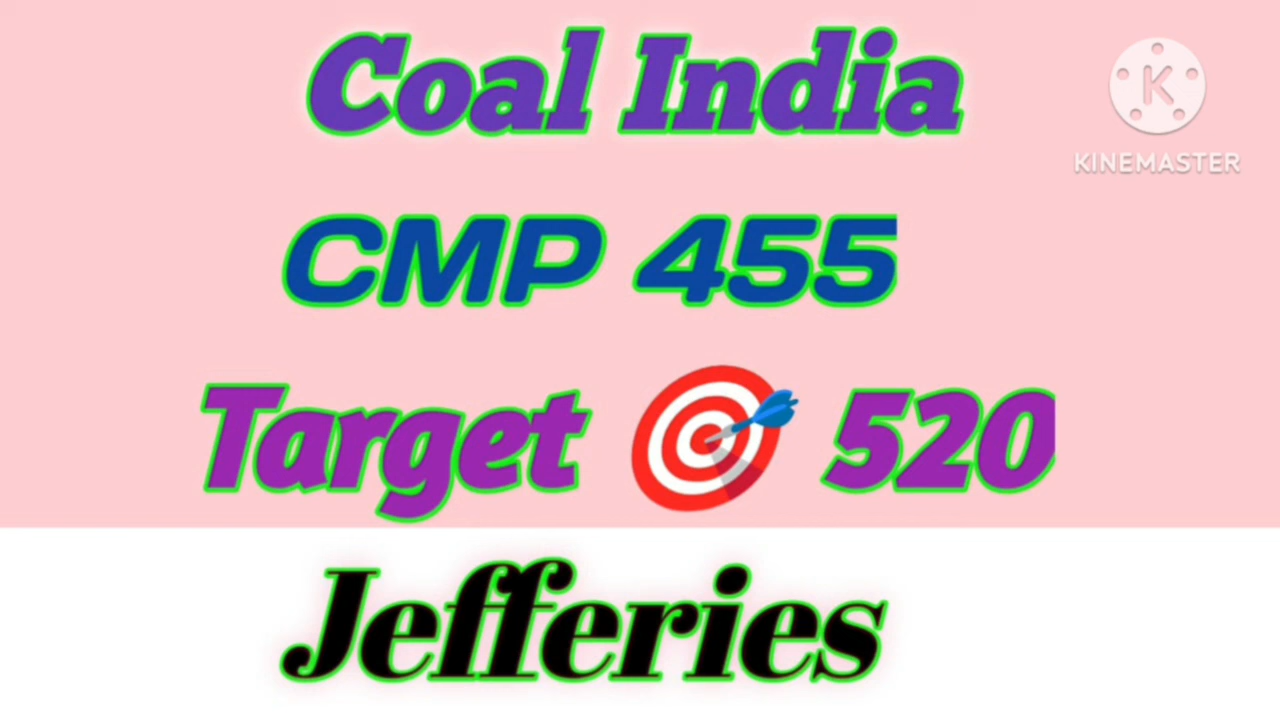 Coal India
KINEMASTER
CMP 455
Target 🎯 520
Jefferies